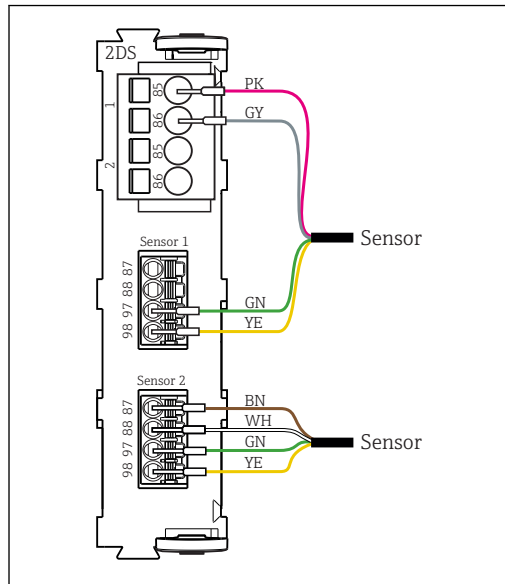 2DS
1
85
86
2
85
86
PK
GY
Sensor
Sensor 1
87
88
97
98
GN
YE
Sensor 2
87
88
97
98
BN
WH
GN
YE
Sensor